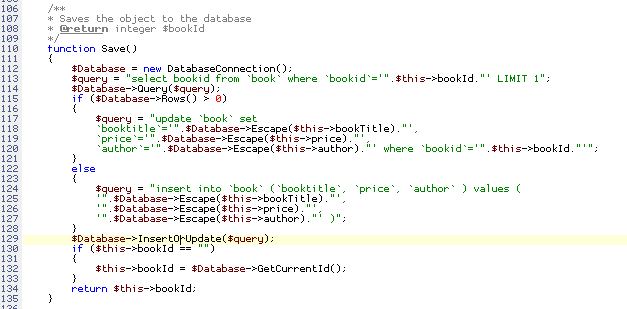 106 /**
107 * Saves the object to the database
108 * @return integer $bookId
109 */
110 function Save()
111 {
112 $Database = new DatabaseConnection();
113 $query = "select bookid from `book` where `bookid`='".$this->bookId."' LIMIT 1";
114 $Database->Query($query);
115 if ($Database->Rows() > 0)
116 {
117 $query = "update `book` set
118 `booktitle`='".$Database->Escape($this->bookTitle)."',
119 `price`='".$Database->Escape($this->price)."',
120 `author`='".$Database->Escape($this->author)."' where `bookid`='".$this->bookId."'";
121 }
122 else
123 {
124 $query = "insert into `book` (`booktitle`, `price`, `author` ) values (
125 '".$Database->Escape($this->bookTitle)."',
126 '".$Database->Escape($this->price)."',
127 '".$Database->Escape($this->author)."' )";
128 }
129 $Database->InsertOrUpdate($query);
130 if ($this->bookId == "")
131 {
132 $this->bookId = $Database->GetCurrentId();
133 }
134 return $this->bookId;
135 }